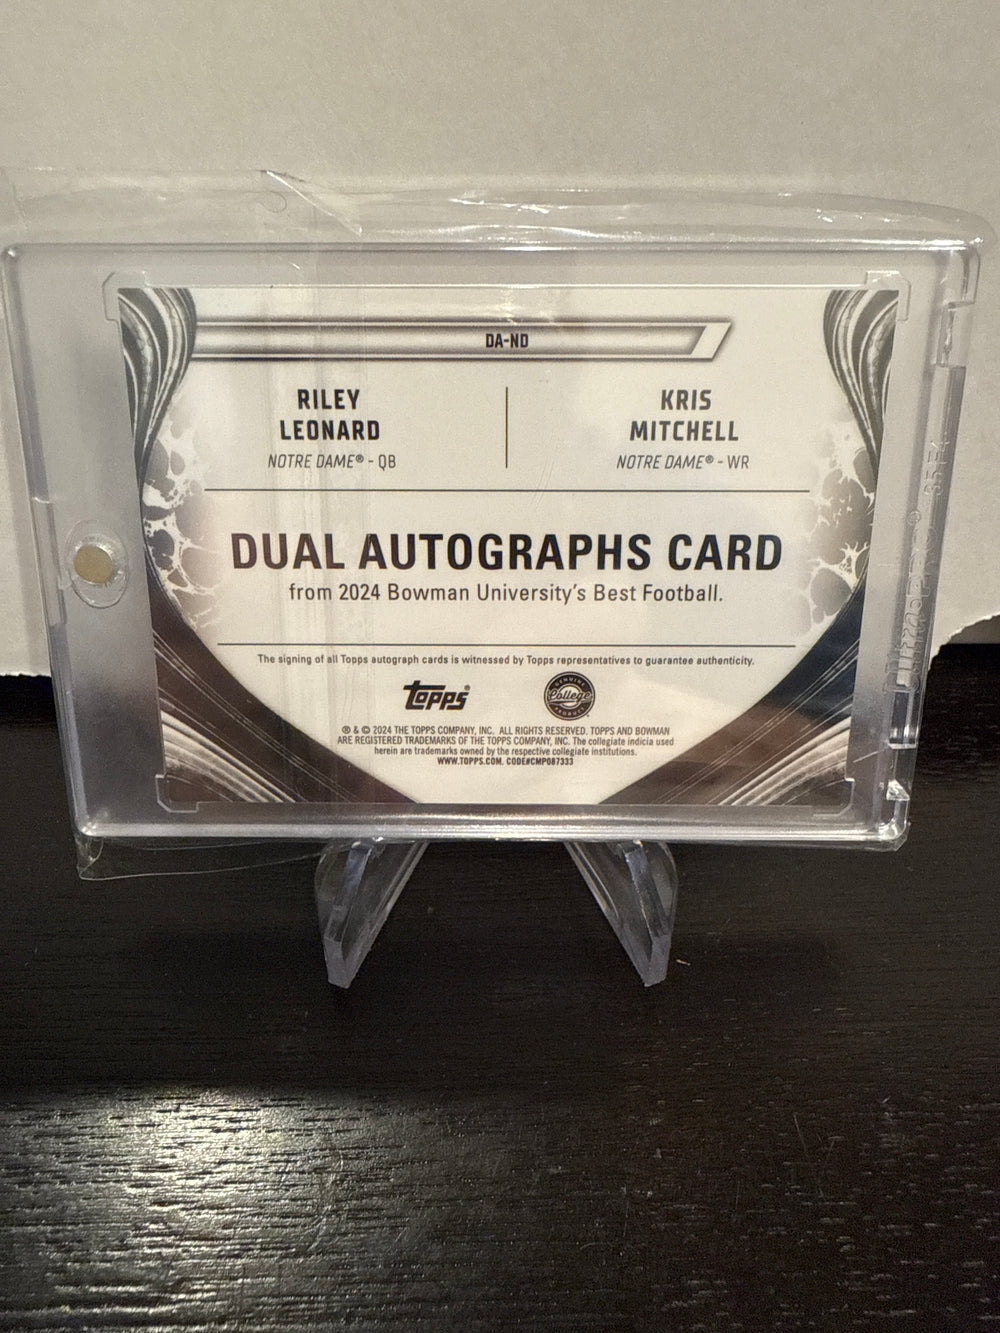 DA-ND
RILEY
LEONARD
NOTRE DAME® - QB
KRIS
MITCHELL
NOTRE DAME® - WR
DUAL AUTOGRAPHS CARD
from 2024 Bowman University's Best Football.
The signing of all Topps autograph cards is witnessed by Topps representatives to guarantee authenticity.
topps®
GENUINE
College
PRODUCT
® & © 2024 THE TOPPS COMPANY, INC. ALL RIGHTS RESERVED. TOPPS AND BOWMAN
ARE REGISTERED TRADEMARKS OF THE TOPPS COMPANY, INC. The collegiate indicia used
herein are trademarks owned by the respective collegiate institutions.
WWW.TOPPS.COM. CODE#CMP087333